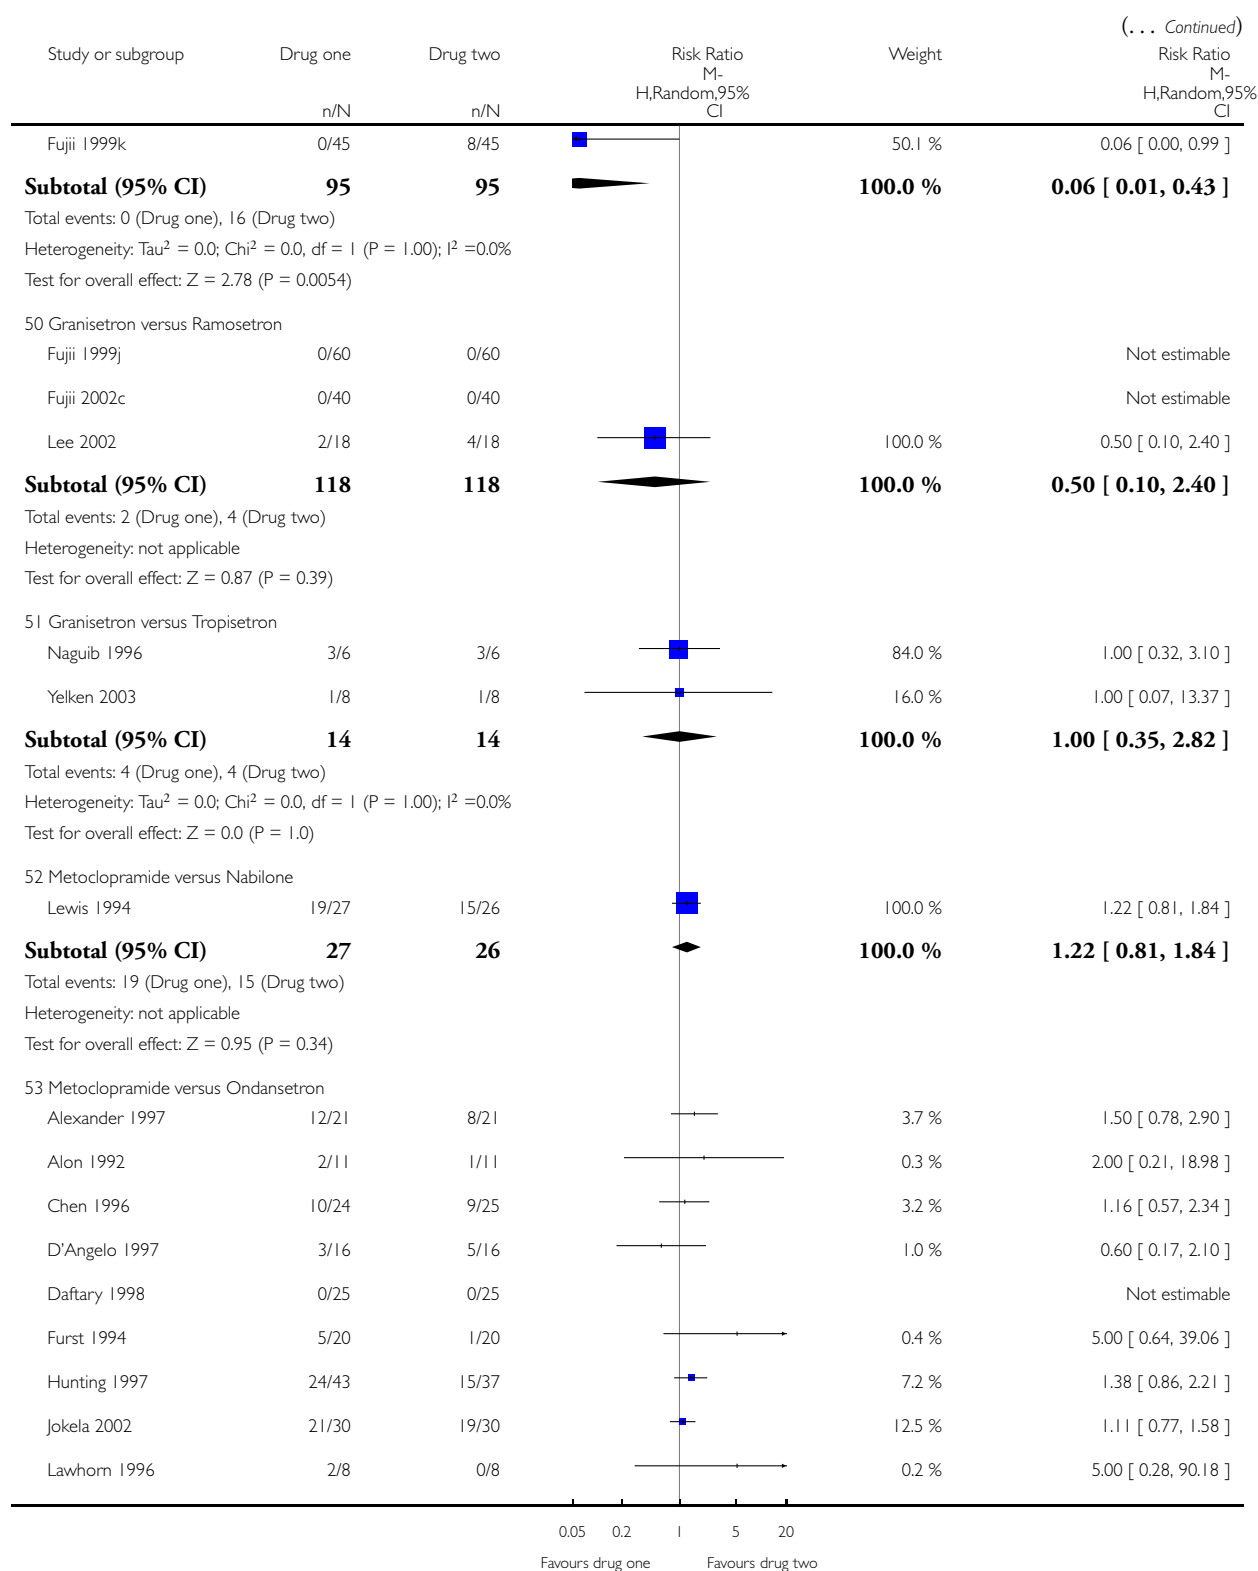 (... Continued)
Study or subgroup Drug one Drug two Risk Ratio Weight Risk Ratio
M- M-
H,Random,95% H,Random,95%
n/N n/N CI CI
Fujii 1999k 0/45 8/45 50.1 % 0.06 [ 0.00, 0.99 ]
Subtotal (95% CI) 95 95 100.0 % 0.06 [ 0.01, 0.43 ]
Total events: 0 (Drug one), 16 (Drug two)
Heterogeneity: Tau² = 0.0; Chi² = 0.0, df = 1 (P = 1.00); I² =0.0%
Test for overall effect: Z = 2.78 (P = 0.0054)
50 Granisetron versus Ramosetron
Fujii 1999j 0/60 0/60 Not estimable
Fujii 2002c 0/40 0/40 Not estimable
Lee 2002 2/18 4/18 100.0 % 0.50 [ 0.10, 2.40 ]
Subtotal (95% CI) 118 118 100.0 % 0.50 [ 0.10, 2.40 ]
Total events: 2 (Drug one), 4 (Drug two)
Heterogeneity: not applicable
Test for overall effect: Z = 0.87 (P = 0.39)
51 Granisetron versus Tropisetron
Naguib 1996 3/6 3/6 84.0 % 1.00 [ 0.32, 3.10 ]
Yelken 2003 1/8 1/8 16.0 % 1.00 [ 0.07, 13.37 ]
Subtotal (95% CI) 14 14 100.0 % 1.00 [ 0.35, 2.82 ]
Total events: 4 (Drug one), 4 (Drug two)
Heterogeneity: Tau² = 0.0; Chi² = 0.0, df = 1 (P = 1.00); I² =0.0%
Test for overall effect: Z = 0.0 (P = 1.0)
52 Metoclopramide versus Nabilone
Lewis 1994 19/27 15/26 100.0 % 1.22 [ 0.81, 1.84 ]
Subtotal (95% CI) 27 26 100.0 % 1.22 [ 0.81, 1.84 ]
Total events: 19 (Drug one), 15 (Drug two)
Heterogeneity: not applicable
Test for overall effect: Z = 0.95 (P = 0.34)
53 Metoclopramide versus Ondansetron
Alexander 1997 12/21 8/21 3.7 % 1.50 [ 0.78, 2.90 ]
Alon 1992 2/11 1/11 0.3 % 2.00 [ 0.21, 18.98 ]
Chen 1996 10/24 9/25 3.2 % 1.16 [ 0.57, 2.34 ]
D'Angelo 1997 3/16 5/16 1.0 % 0.60 [ 0.17, 2.10 ]
Daftary 1998 0/25 0/25 Not estimable
Furst 1994 5/20 1/20 0.4 % 5.00 [ 0.64, 39.06 ]
Hunting 1997 24/43 15/37 7.2 % 1.38 [ 0.86, 2.21 ]
Jokela 2002 21/30 19/30 12.5 % 1.11 [ 0.77, 1.58 ]
Lawhorn 1996 2/8 0/8 0.2 % 5.00 [ 0.28, 90.18 ]
0.05 0.2 1 5 20
Favours drug one Favours drug two